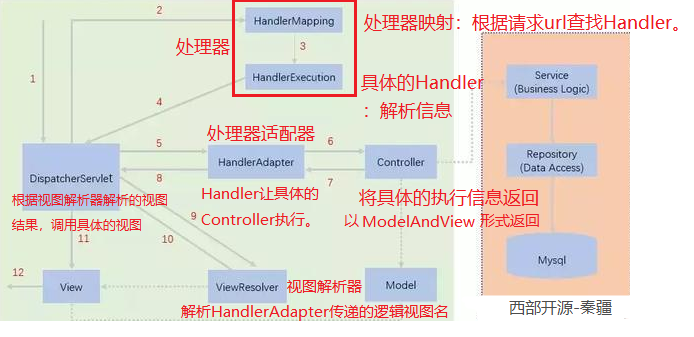 2
HandlerMapping
处理器映射：根据请求url查找Handler。
处理器
3
1
HandlerExecution
具体的Handler
：解析信息
Service
(Business Logic)
4
处理器适配器
5
6
DispatcherServlet
HandlerAdapter
Controller
Repository
(Data Access)
8
7
根据视图解析器解析的视图
结果，调用具体的视图
Handler让具体的
Controller执行。
将具体的执行信息返回
以 ModelAndView 形式返回
9
11
10
Mysql
12
View
ViewResolver
视图解析器
Model
解析HandlerAdapter传递的逻辑视图名
西部开源-秦疆